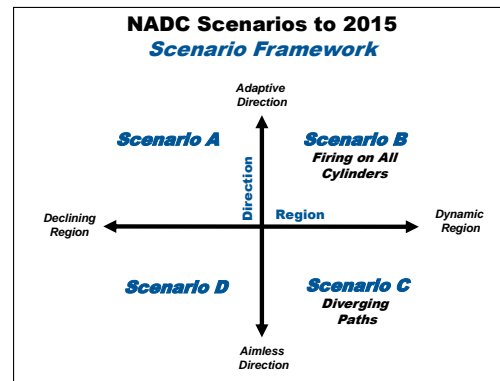 NADC Scenarios to 2015
Scenario Framework
Adaptive
Direction
Scenario A
Scenario B
Firing on All
Cylinders
Direction
Declining
Region
Region
Dynamic
Region
Scenario D
Scenario C
Diverging
Paths
Aimless
Direction